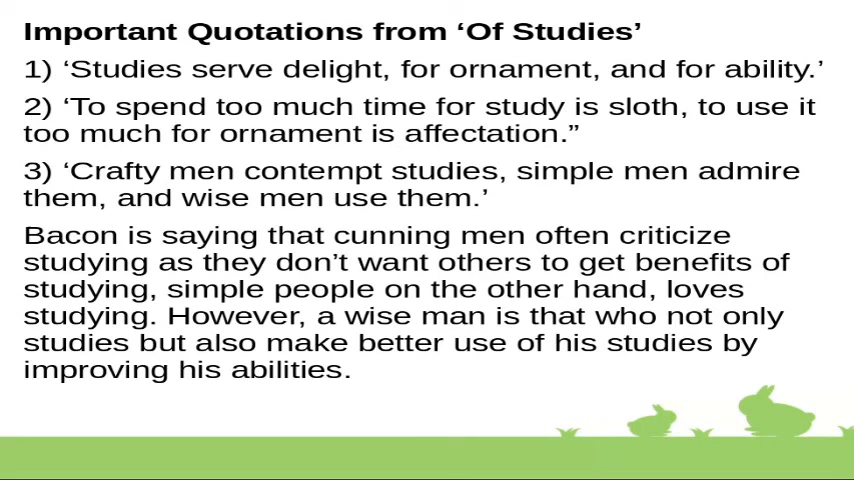 Important Quotations from ‘Of Studies’
1) ‘Studies serve delight, for ornament, and for ability.’
2) ‘To spend too much time for study is sloth, to use it
too much for ornament is affectation.”
3) ‘Crafty men contempt studies, simple men admire
them, and wise men use them.’
Bacon is saying that cunning men often criticize
studying as they don’t want others to get benefits of
studying, simple people on the other hand, loves
studying. However, a wise man is that who not only
studies but also make better use of his studies by
improving his abilities.